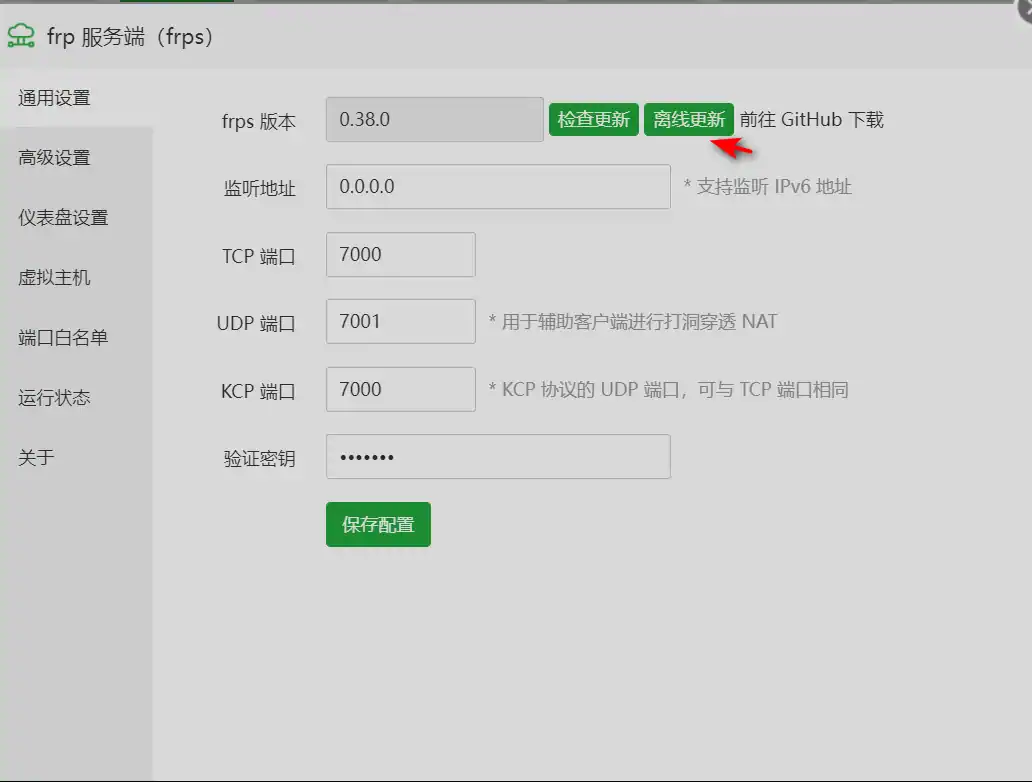 frp 服务端（frps）
通用设置
高级设置
仪表盘设置
虚拟主机
端口白名单
运行状态
关于
frps 版本 0.38.0 检查更新 离线更新 前往 GitHub 下载
监听地址 0.0.0.0 * 支持监听 IPv6 地址
TCP 端口 7000
UDP 端口 7001 * 用于辅助客户端进行打洞穿透 NAT
KCP 端口 7000 * KCP 协议的 UDP 端口，可与 TCP 端口相同
验证密钥 •••••••
保存配置